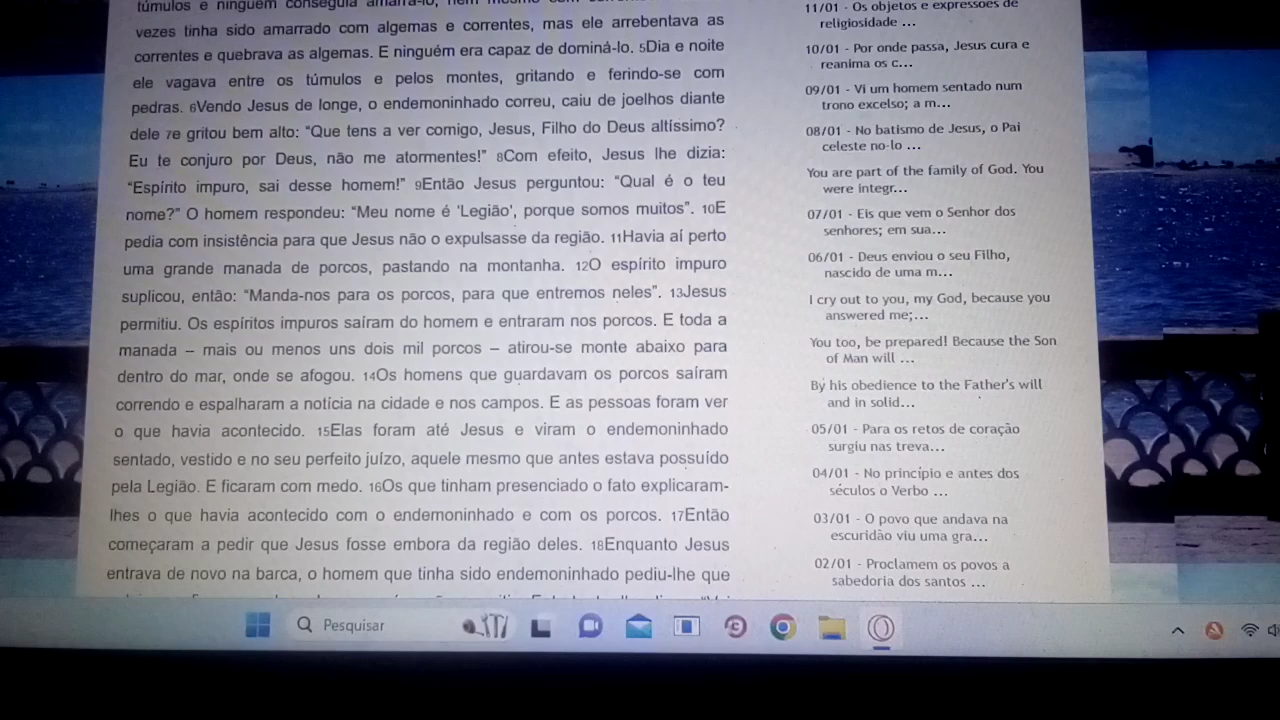 túmulos e ninguém conseguia amarrá-lo, nem mesmo com
vezes tinha sido amarrado com algemas e correntes, mas ele arrebentava as
correntes e quebrava as algemas. E ninguém era capaz de dominá-lo. 5Dia e noite
ele vagava entre os túmulos e pelos montes, gritando e ferindo-se com
pedras. 6Vendo Jesus de longe, o endemoninhado correu, caiu de joelhos diante
dele 7e gritou bem alto: “Que tens a ver comigo, Jesus, Filho do Deus altíssimo?
Eu te conjuro por Deus, não me atormentes!” 8Com efeito, Jesus lhe dizia:
“Espírito impuro, sai desse homem!” 9Então Jesus perguntou: “Qual é o teu
nome?” O homem respondeu: “Meu nome é ‘Legião’, porque somos muitos”. 10E
pedia com insistência para que Jesus não o expulsasse da região. 11Havia aí perto
uma grande manada de porcos, pastando na montanha. 12O espírito impuro
suplicou, então: “Manda-nos para os porcos, para que entremos neles”. 13Jesus
permitiu. Os espíritos impuros saíram do homem e entraram nos porcos. E toda a
manada – mais ou menos uns dois mil porcos – atirou-se monte abaixo para
dentro do mar, onde se afogou. 14Os homens que guardavam os porcos saíram
correndo e espalharam a notícia na cidade e nos campos. E as pessoas foram ver
o que havia acontecido. 15Elas foram até Jesus e viram o endemoninhado
sentado, vestido e no seu perfeito juízo, aquele mesmo que antes estava possuído
pela Legião. E ficaram com medo. 16Os que tinham presenciado o fato explicaram-
lhes o que havia acontecido com o endemoninhado e com os porcos. 17Então
começaram a pedir que Jesus fosse embora da região deles. 18Enquanto Jesus
entrava de novo na barca, o homem que tinha sido endemoninhado pediu-lhe que
11/01 - Os objetos e expressões de
religiosidade ...
10/01 - Por onde passa, Jesus cura e
reanima os c...
09/01 - Vi um homem sentado num
trono excelso; a m...
08/01 - No batismo de Jesus, o Pai
celeste no-lo ...
You are part of the family of God. You
were integr...
07/01 - Eis que vem o Senhor dos
senhores; em sua...
06/01 - Deus enviou o seu Filho,
nascido de uma m...
I cry out to you, my God, because you
answered me;...
You too, be prepared! Because the Son
of Man will ...
By his obedience to the Father's will
and in solid...
05/01 - Para os retos de coração
surgiu nas treva...
04/01 - No princípio e antes dos
séculos o Verbo ...
03/01 - O povo que andava na
escuridão viu uma gra...
02/01 - Proclamem os povos a
sabedoria dos santos ...
Pesquisar